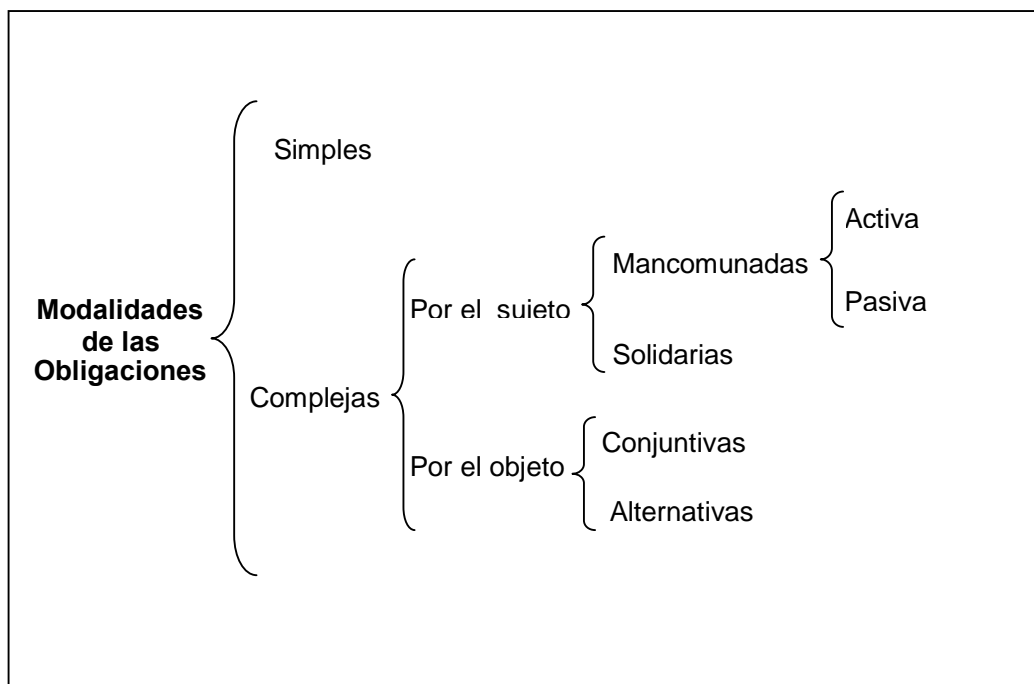 Modalidades
de las
Obligaciones
Simples
Complejas
Por el sujeto
Mancomunadas
Activa
Pasiva
Solidarias
Por el objeto
Conjuntivas
Alternativas